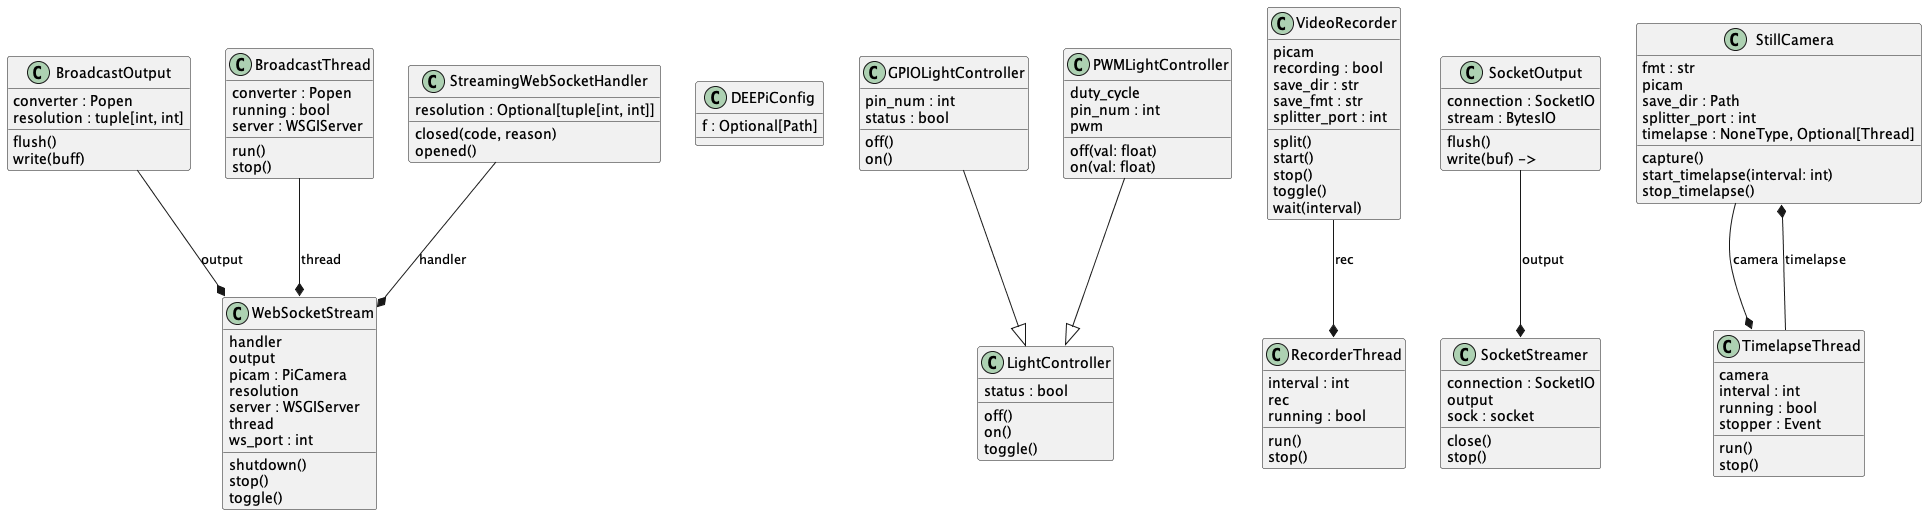 C BroadcastOutput
converter : Popen
resolution : tuple[int, int]
flush()
write(buff)
C BroadcastThread
converter : Popen
running : bool
server : WSGIServer
run()
stop()
C StreamingWebSocketHandler
resolution : Optional[tuple[int, int]]
closed(code, reason)
opened()
C DEEPiConfig
f : Optional[Path]
C GPIOLightController
pin_num : int
status : bool
off()
on()
C PWMLightController
duty_cycle
pin_num : int
pwm
off(val: float)
on(val: float)
C VideoRecorder
picam
recording : bool
save_dir : str
save_fmt : str
splitter_port : int
split()
start()
stop()
toggle()
wait(interval)
C SocketOutput
connection : SocketIO
stream : BytesIO
flush()
write(buf) ->
C StillCamera
fmt : str
picam
save_dir : Path
splitter_port : int
timelapse : NoneType, Optional[Thread]
capture()
start_timelapse(interval: int)
stop_timelapse()
output
thread
handler
rec
output
camera
timelapse
C WebSocketStream
handler
output
picam : PiCamera
resolution
server : WSGIServer
thread
ws_port : int
shutdown()
stop()
toggle()
C LightController
status : bool
off()
on()
toggle()
C RecorderThread
interval : int
rec
running : bool
run()
stop()
C SocketStreamer
connection : SocketIO
output
sock : socket
close()
stop()
C TimelapseThread
camera
interval : int
running : bool
stopper : Event
run()
stop()